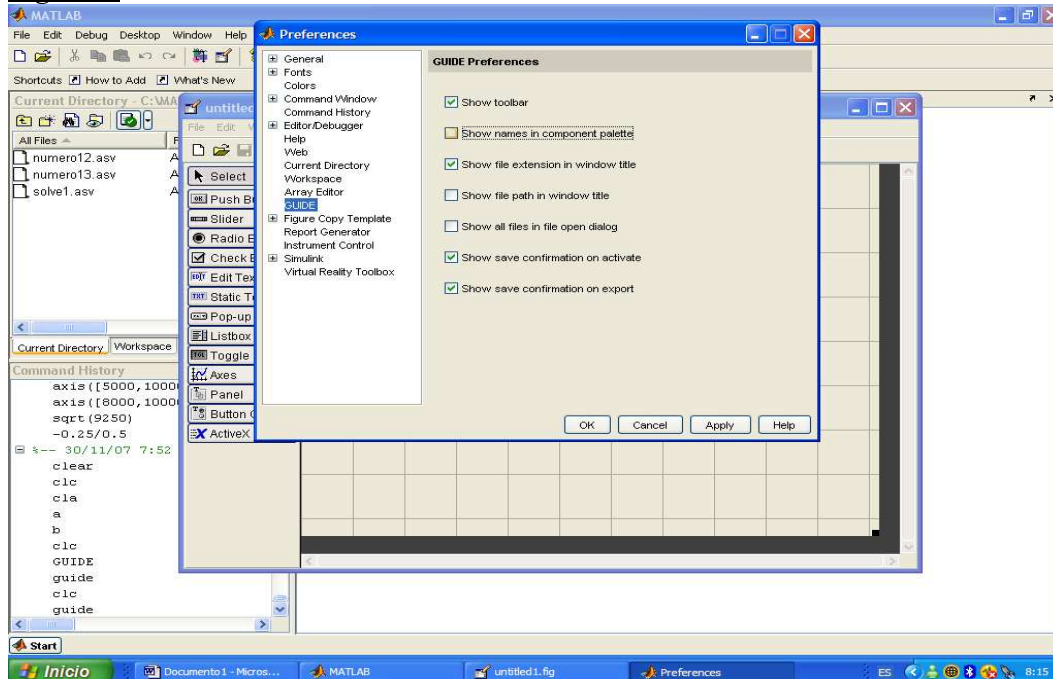 MATLAB
File Edit Debug Desktop Window Help
Shortcuts How to Add What's New
Current Directory - C:\MA
All Files
numero12.asv A
numero13.asv A
solve1.asv A
Current Directory Workspace
Command History
axis([5000,1000
axis([8000,1000
sqrt(9250)
-0.25/0.5
%-- 30/11/07 7:52
clear
clc
cla
a
b
clc
GUIDE
guide
clc
guide
untitled
File Edit V
Select
Push B
Slider
Radio B
Check B
Edit Tex
Static T
Pop-up
Listbox
Toggle
Axes
Panel
Button G
ActiveX
Preferences
General
Fonts
Colors
Command Window
Command History
Editor/Debugger
Help
Web
Current Directory
Workspace
Array Editor
GUIDE
Figure Copy Template
Report Generator
Instrument Control
Simulink
Virtual Reality Toolbox
GUIDE Preferences
Show toolbar
Show names in component palette
Show file extension in window title
Show file path in window title
Show all files in file open dialog
Show save confirmation on activate
Show save confirmation on export
OK Cancel Apply Help
Start
Inicio Documento1 - Micros... MATLAB untitled1.fig Preferences ES 8:15